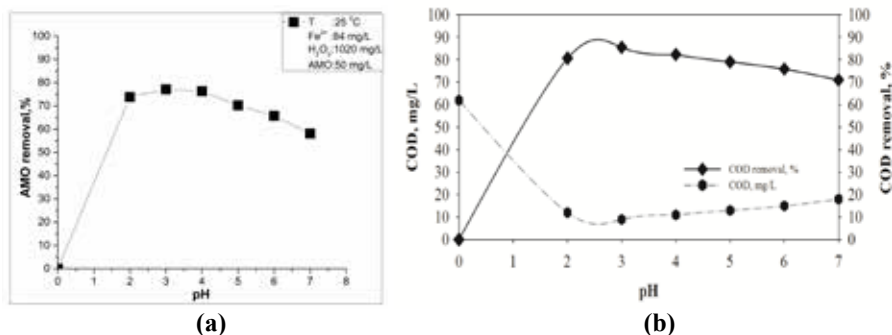 T :25 °C
Fe²⁺ :84 mg/L
H₂O₂:1020 mg/L
AMO:50 mg/L
100
90
80
70
60
50
40
30
20
10
0
AMO removal,%
0 1 2 3 4 5 6 7 8
pH
(a)
100
90
80
70
60
50
40
30
20
10
0
COD, mg/L
COD removal, %
COD, mg/L
100
90
80
70
60
50
40
30
20
10
0
COD removal, %
0 1 2 3 4 5 6 7
pH
(b)